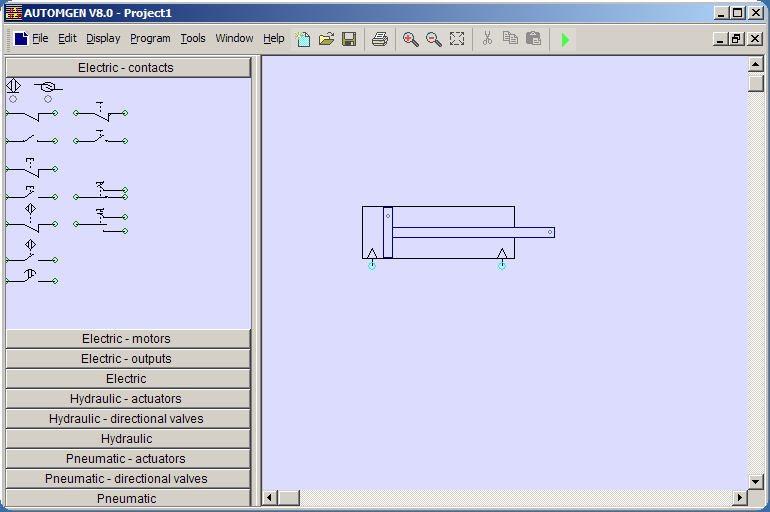 AUTOMGEN V8.0 - Project1
File Edit Display Program Tools Window Help
Electric - contacts
Electric - motors
Electric - outputs
Electric
Hydraulic - actuators
Hydraulic - directional valves
Hydraulic
Pneumatic - actuators
Pneumatic - directional valves
Pneumatic